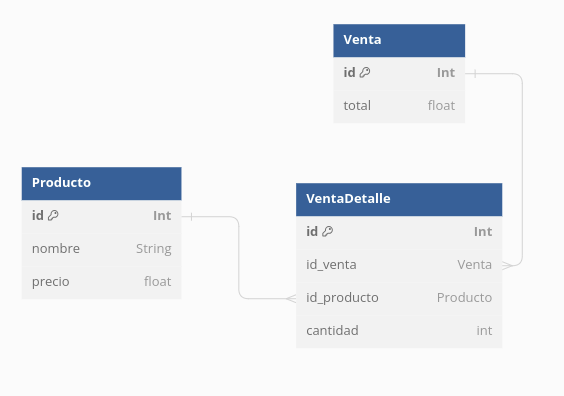 Venta
id Int
total float
Producto
id Int
nombre String
precio float
VentaDetalle
id Int
id_venta Venta
id_producto Producto
cantidad int